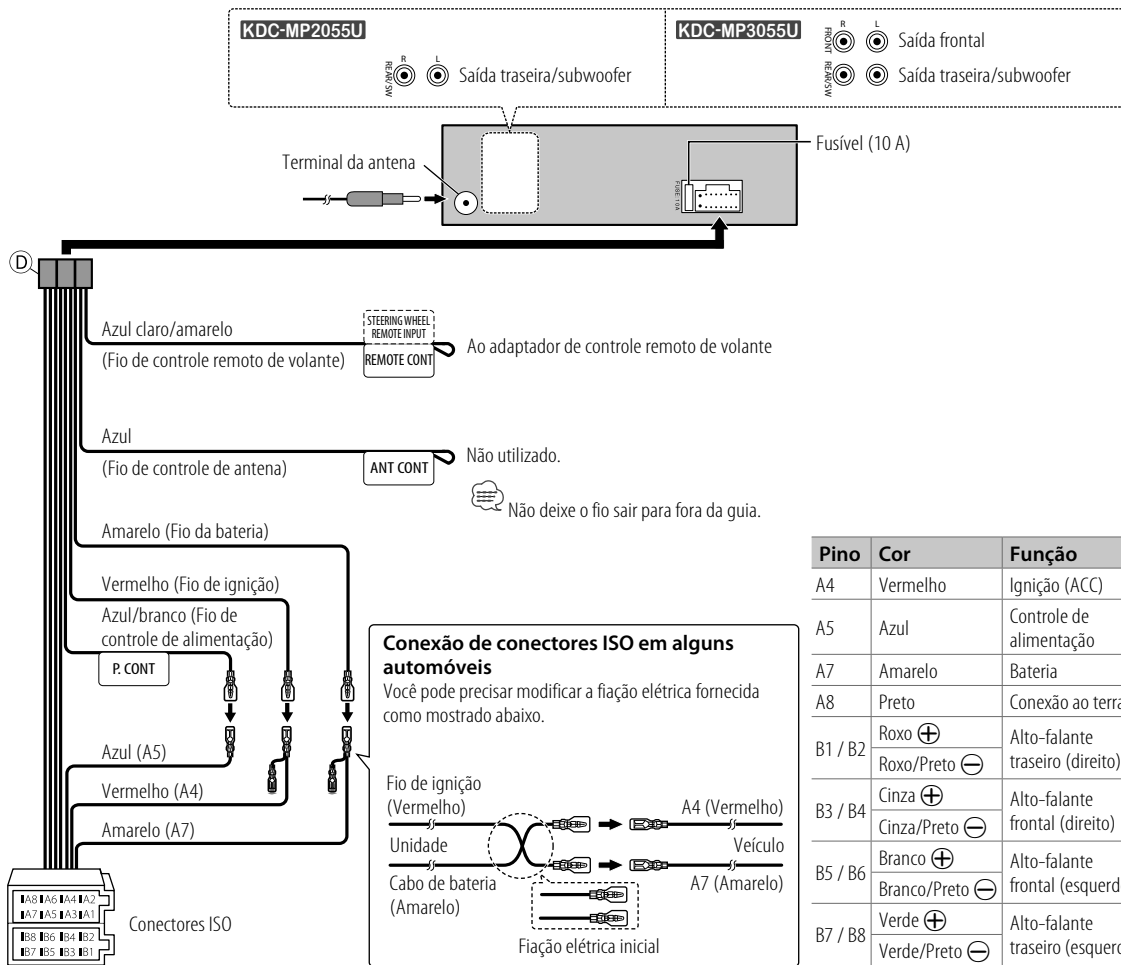 KDC-MP2055U
R L
REAR/SW
Saída traseira/subwoofer
KDC-MP3055U
R L
FRONT
Saída frontal
REAR/SW
Saída traseira/subwoofer
Terminal da antena
Fusível (10 A)
FUSE 10A
D
Azul claro/amarelo
(Fio de controle remoto de volante)
STEERING WHEEL
REMOTE INPUT
REMOTE CONT
Ao adaptador de controle remoto de volante
Azul
(Fio de controle de antena)
ANT CONT
Não utilizado.
Não deixe o fio sair para fora da guia.
Amarelo (Fio da bateria)
Vermelho (Fio de ignição)
Azul/branco (Fio de
controle de alimentação)
P. CONT
Azul (A5)
Vermelho (A4)
Amarelo (A7)
A8 A6 A4 A2
A7 A5 A3 A1
B8 B6 B4 B2
B7 B5 B3 B1
Conectores ISO
Conexão de conectores ISO em alguns
automóveis
Você pode precisar modificar a fiação elétrica fornecida
como mostrado abaixo.
Fio de ignição
(Vermelho)
A4 (Vermelho)
Unidade
Veículo
Cabo de bateria
(Amarelo)
A7 (Amarelo)
Fiação elétrica inicial
Pino Cor Função
A4 Vermelho Ignição (ACC)
A5 Azul Controle de
alimentação
A7 Amarelo Bateria
A8 Preto Conexão ao terra
B1 / B2 Roxo ⊕ Alto-falante
Roxo/Preto ⊖ traseiro (direito)
B3 / B4 Cinza ⊕ Alto-falante
Cinza/Preto ⊖ frontal (direito)
B5 / B6 Branco ⊕ Alto-falante
Branco/Preto ⊖ frontal (esquerd
B7 / B8 Verde ⊕ Alto-falante
Verde/Preto ⊖ traseiro (esquerd